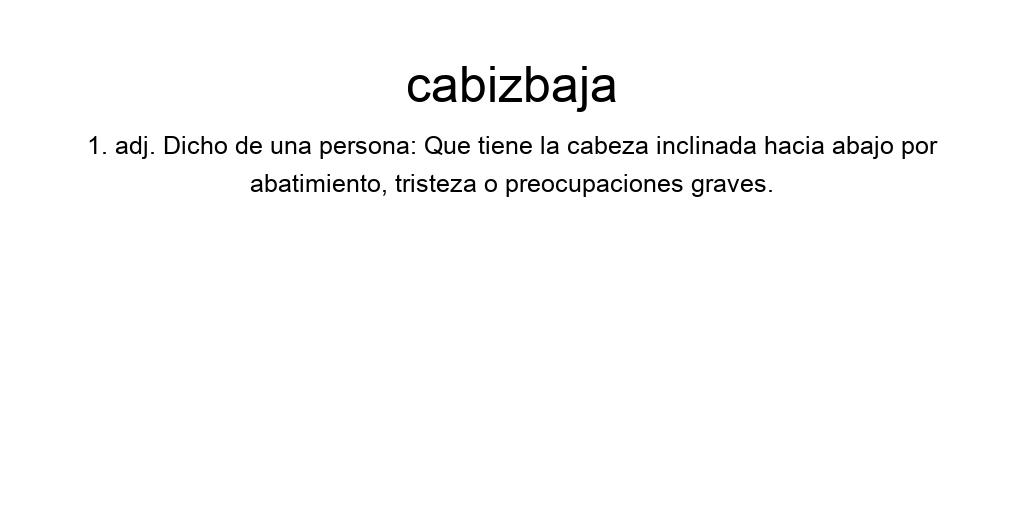 cabizbaja
1. adj. Dicho de una persona: Que tiene la cabeza inclinada hacia abajo por
abatimiento, tristeza o preocupaciones graves.